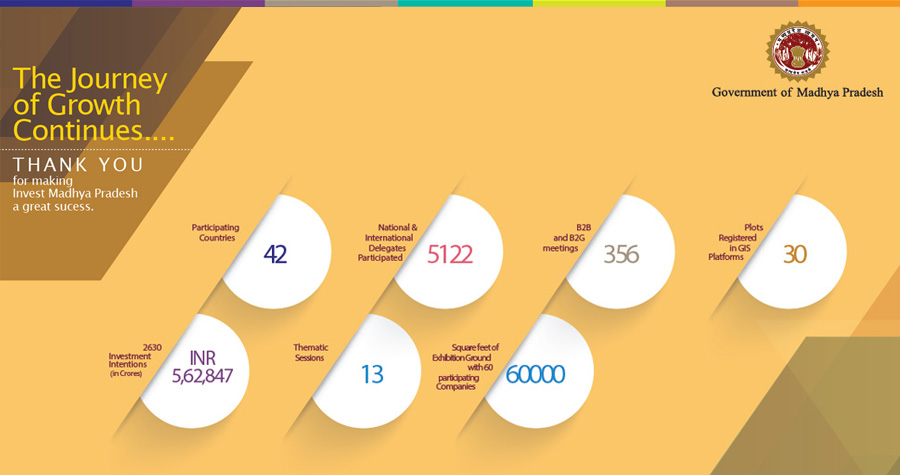 The Journey
of Growth
Continues....
THANK YOU
for making
Invest Madhya Pradesh
a great sucess.
Government of Madhya Pradesh
Participating
Countries
42
National &
International
Delegates
Participated
5122
B2B
and B2G
meetings
356
Plots
Registered
in GIS
Platforms
30
2630
Investment
Intentions
(in Crores)
INR
5,62,847
Thematic
Sessions
13
Square feet of
Exhibition Ground
with 60
participating
Companies
60000